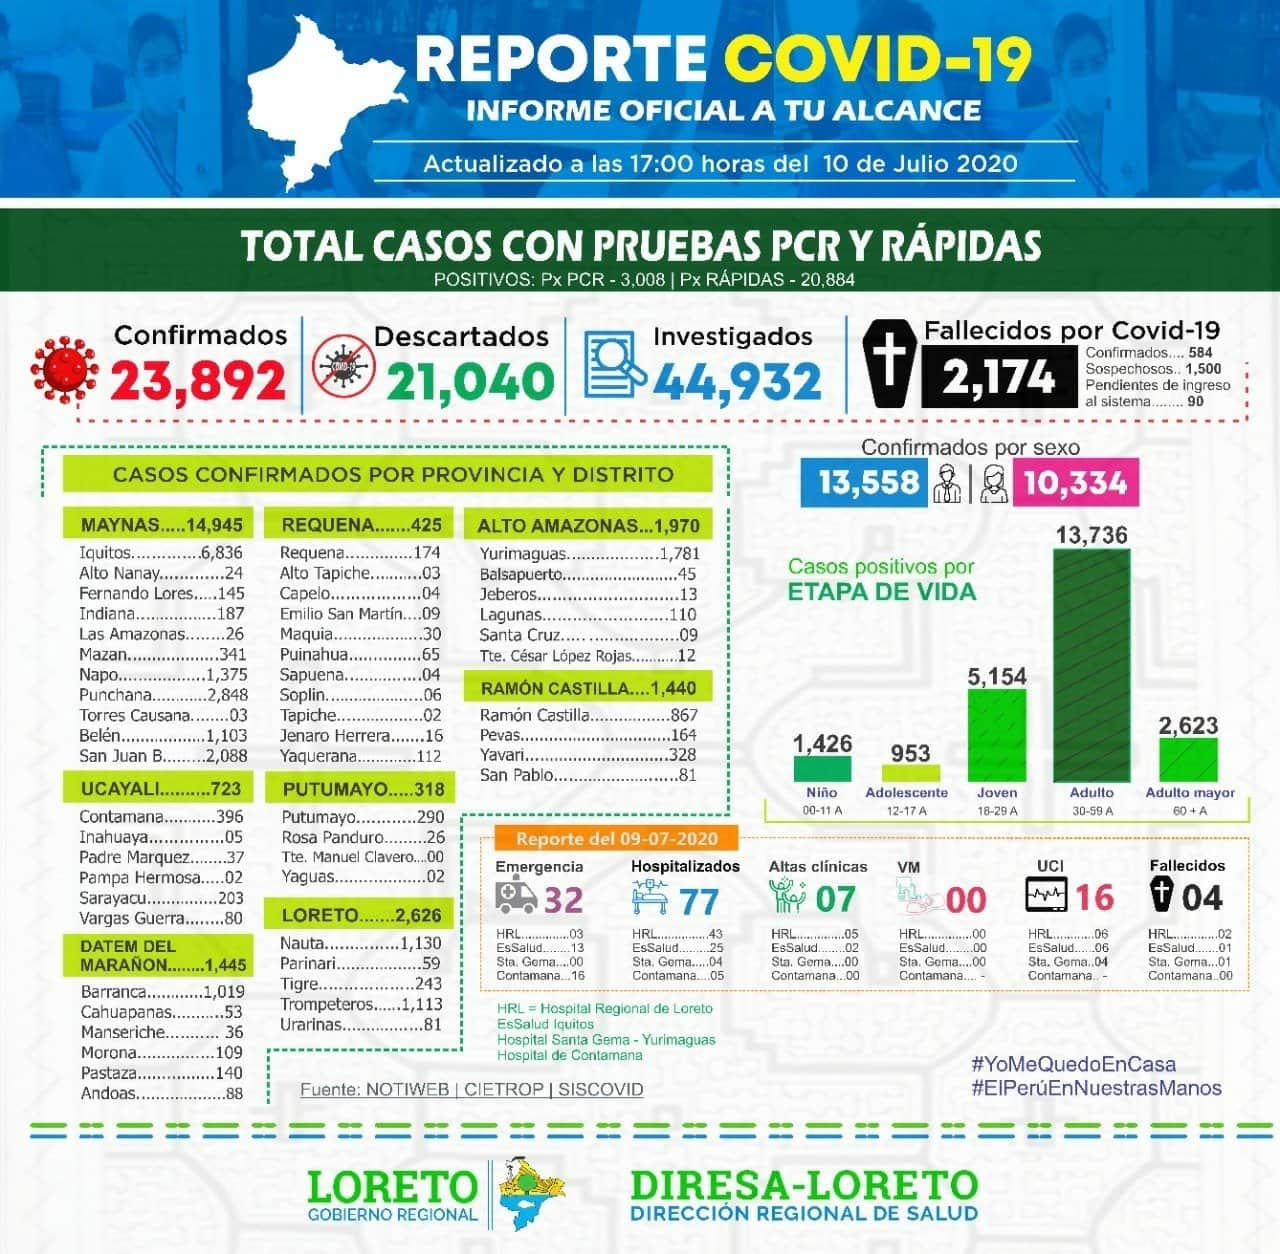 REPORTE COVID-19
INFORME OFICIAL A TU ALCANCE
Actualizado a las 17:00 horas del 10 de Julio 2020
TOTAL CASOS CON PRUEBAS PCR Y RÁPIDAS
POSITIVOS: Px PCR - 3,008 | Px RÁPIDAS - 20,884
Confirmados
23,892
Descartados
COVID-19
21,040
Investigados
44,932
Fallecidos por Covid-19
2,174
Confirmados.... 584
Sospechosos.. 1,500
Pendientes de ingreso
al sistema........ 90
CASOS CONFIRMADOS POR PROVINCIA Y DISTRITO
MAYNAS.....14,945
Iquitos............6,836
Alto Nanay...............24
Fernando Lores.....145
Indiana................187
Las Amazonas........26
Mazan..................341
Napo..................1,375
Punchana............2,848
Torres Causana.......03
Belén.................1,103
San Juan B.........2,088
UCAYALI.........723
Contamana...........396
Inahuaya...............05
Padre Marquez......37
Pampa Hermosa....02
Sarayacu..............203
Vargas Guerra.......80
DATEM DEL
MARAÑON........1,445
Barranca...........1,019
Cahuapanas..........53
Manseriche........... 36
Morona.................109
Pastaza................140
Andoas..................88
REQUENA.......425
Requena...............174
Alto Tapiche...........03
Capelo..................04
Emilio San Martín...09
Maquia..................30
Puinahua...............65
Sapuena................04
Soplin...................06
Tapiche.................02
Jenaro Herrera......16
Yaquerana............112
PUTUMAYO.....318
Putumayo............290
Rosa Panduro........26
Tte. Manuel Clavero...00
Yaguas..................02
LORETO.......2,626
Nauta................1,130
Parinari.................59
Tigre...................243
Trompeteros.....1,113
Urarinas................81
ALTO AMAZONAS...1,970
Yurimaguas...............1,781
Balsapuerto..................45
Jeberos........................13
Lagunas......................110
Santa Cruz...................09
Tte. César López Rojas..........12
RAMÓN CASTILLA....1,440
Ramón Castilla............867
Pevas.........................164
Yavari.........................328
San Pablo....................81
Confirmados por sexo
13,558
10,334
Casos positivos por
ETAPA DE VIDA
1,426
953
5,154
13,736
2,623
Niño
Adolescente
Joven
Adulto
Adulto mayor
00-11 A
12-17 A
18-29 A
30-59 A
60 + A
Reporte del 09-07-2020
Emergencia
32
HRL..............03
EsSalud........13
Sta. Gema....00
Contamana...16
Hospitalizados
77
HRL..............43
EsSalud........25
Sta. Gema....04
Contamana...05
Altas clínicas
07
HRL..............05
EsSalud........02
Sta. Gema....00
Contamana...00
VM
00
HRL..............00
EsSalud........00
Sta. Gema....00
Contamana.... -
UCI
16
HRL..............06
EsSalud........06
Sta. Gema....04
Contamana.... -
Fallecidos
04
HRL..............02
EsSalud........01
Sta. Gema....01
Contamana..00
HRL = Hospital Regional de Loreto
EsSalud Iquitos
Hospital Santa Gema - Yurimaguas
Hospital de Contamana
Fuente: NOTIWEB | CIETROP | SISCOVID
#YoMeQuedoEnCasa
#ElPerúEnNuestrasManos
LORETO
GOBIERNO REGIONAL
DIRESA-LORETO
DIRECCIÓN REGIONAL DE SALUD